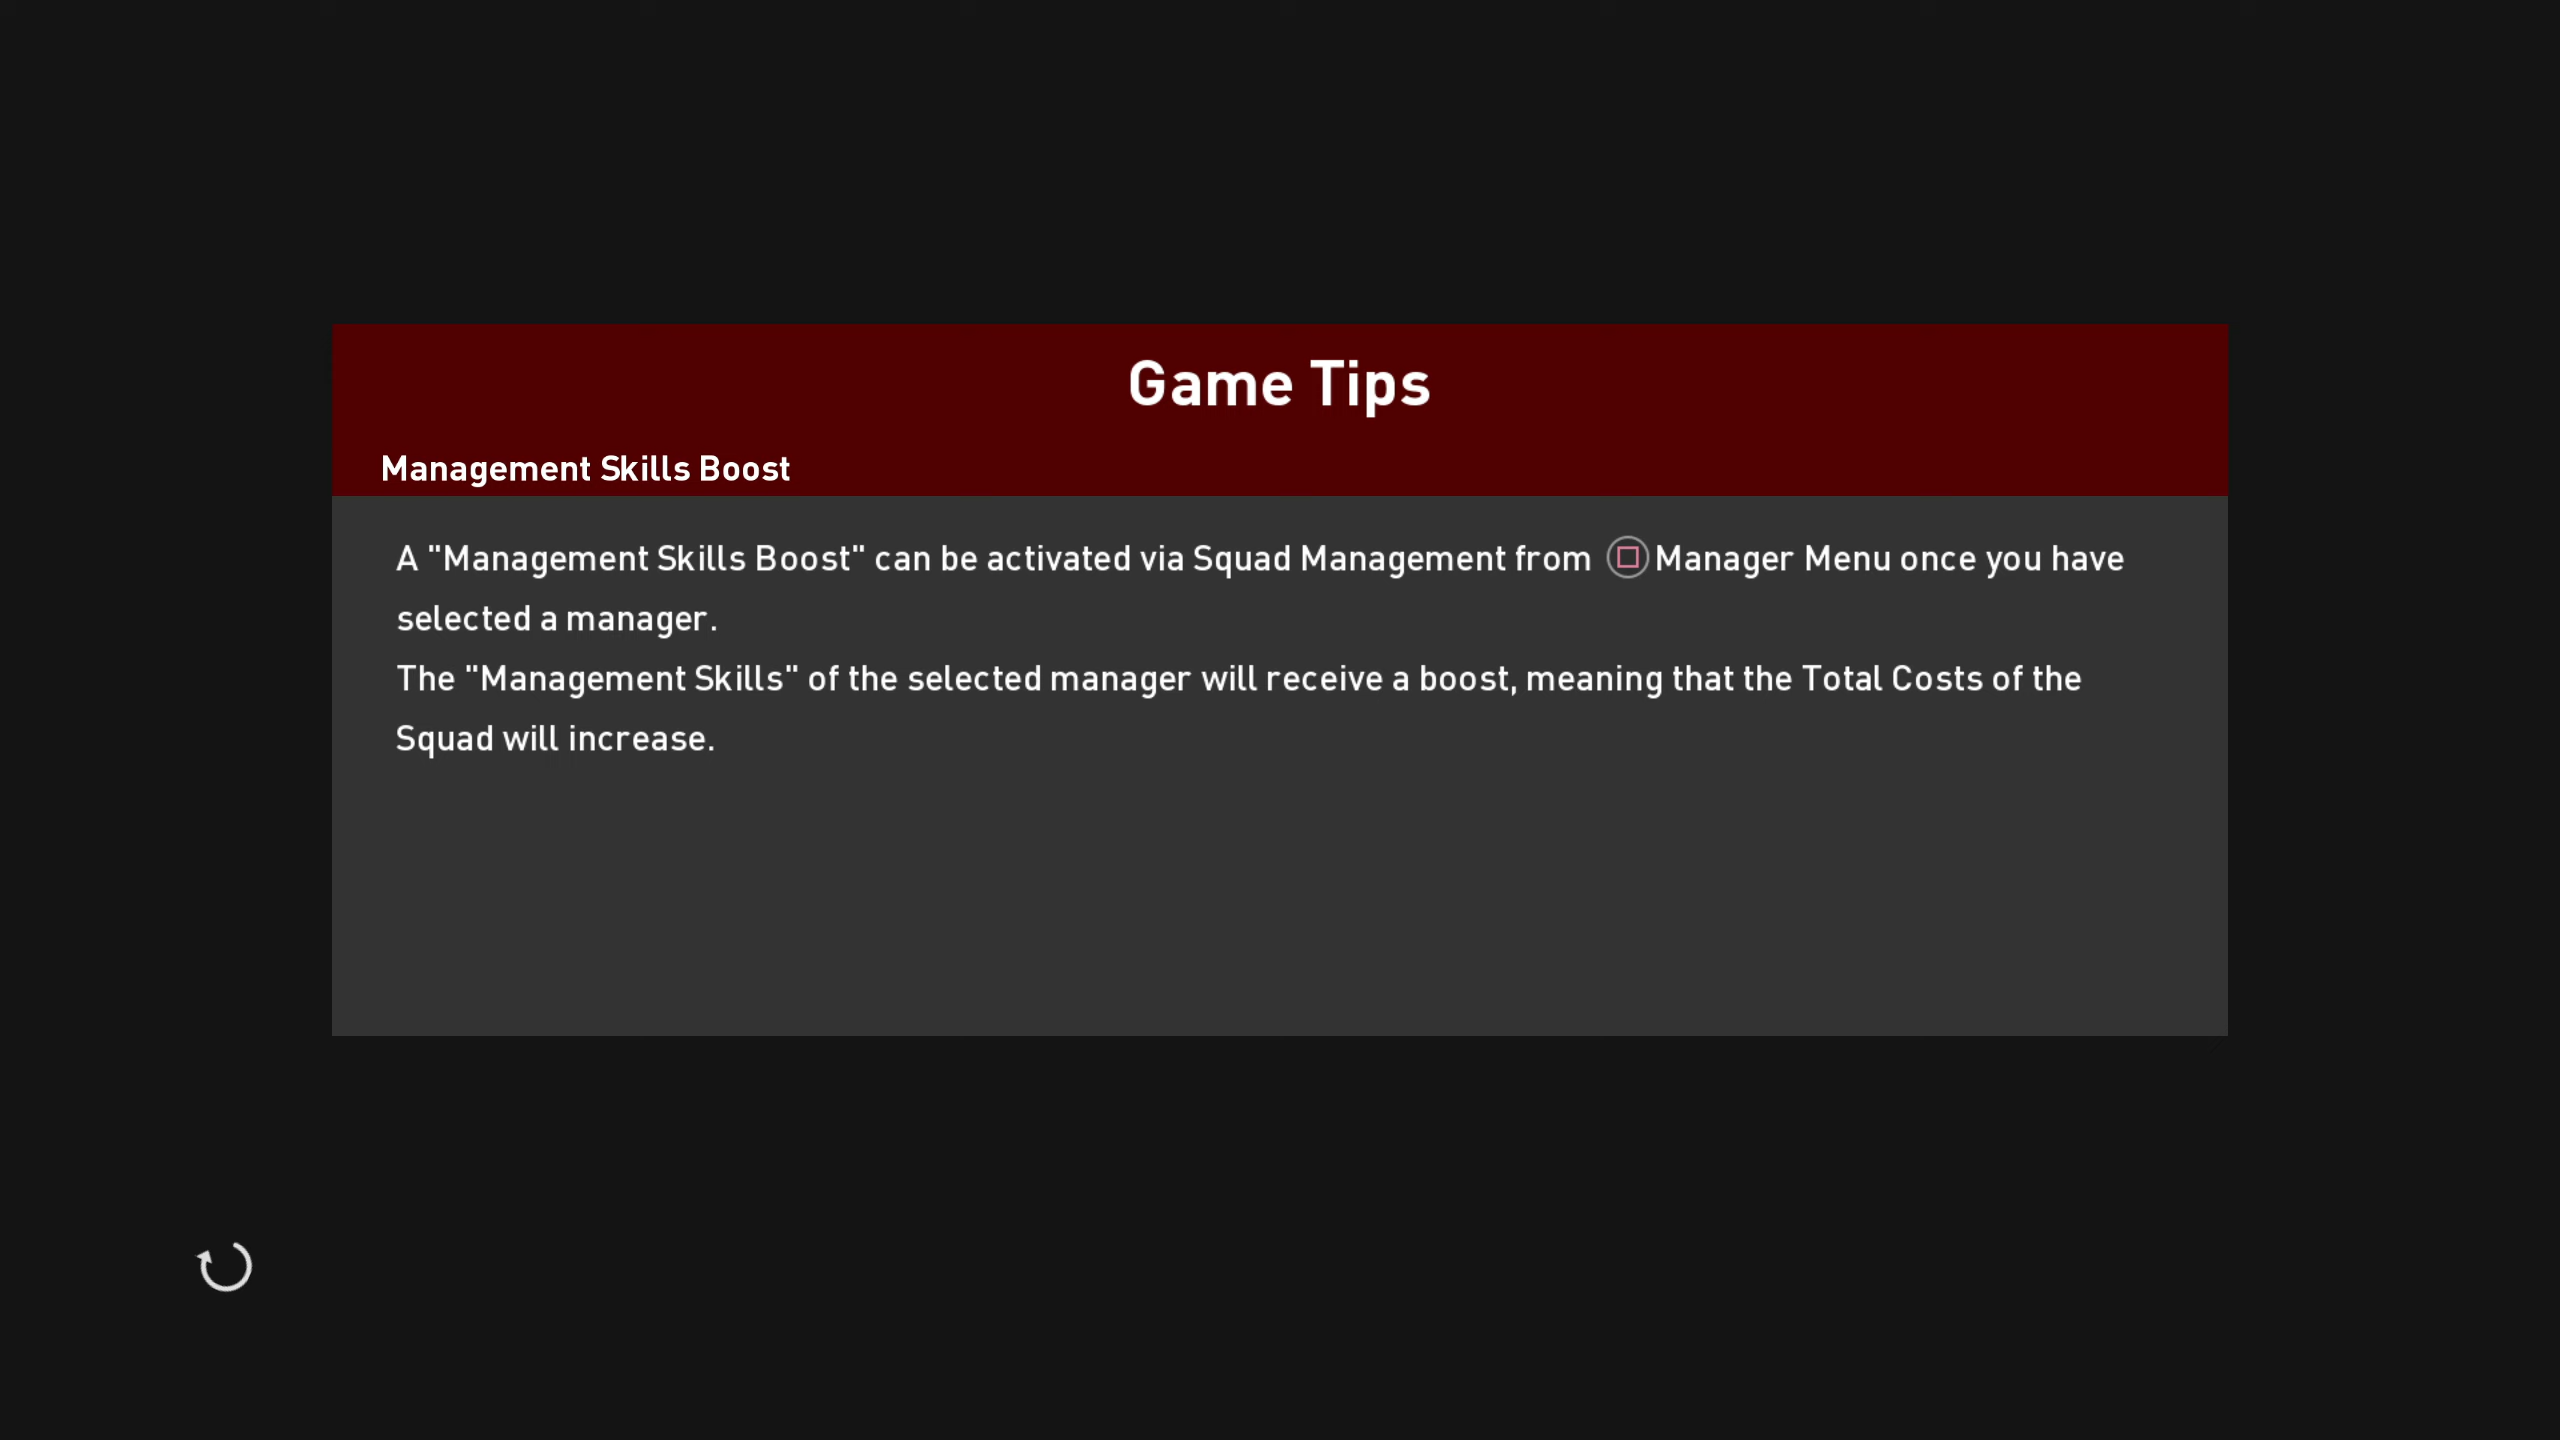 Game Tips
Management Skills Boost
A "Management Skills Boost" can be activated via Squad Management from Manager Menu once you have
selected a manager.
The "Management Skills" of the selected manager will receive a boost, meaning that the Total Costs of the
Squad will increase.